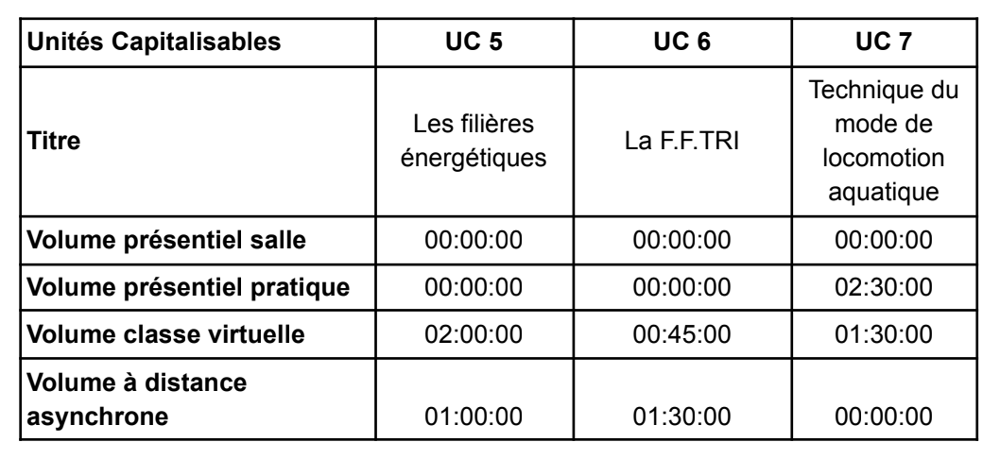 Unités Capitalisables UC 5 UC 6 UC 7
Titre
Les filières
énergétiques
La F.F.TRI
Technique du
mode de
locomotion
aquatique
Volume présentiel salle 00:00:00 00:00:00 00:00:00
Volume présentiel pratique 00:00:00 00:00:00 02:30:00
Volume classe virtuelle 02:00:00 00:45:00 01:30:00
Volume à distance
asynchrone 01:00:00 01:30:00 00:00:00